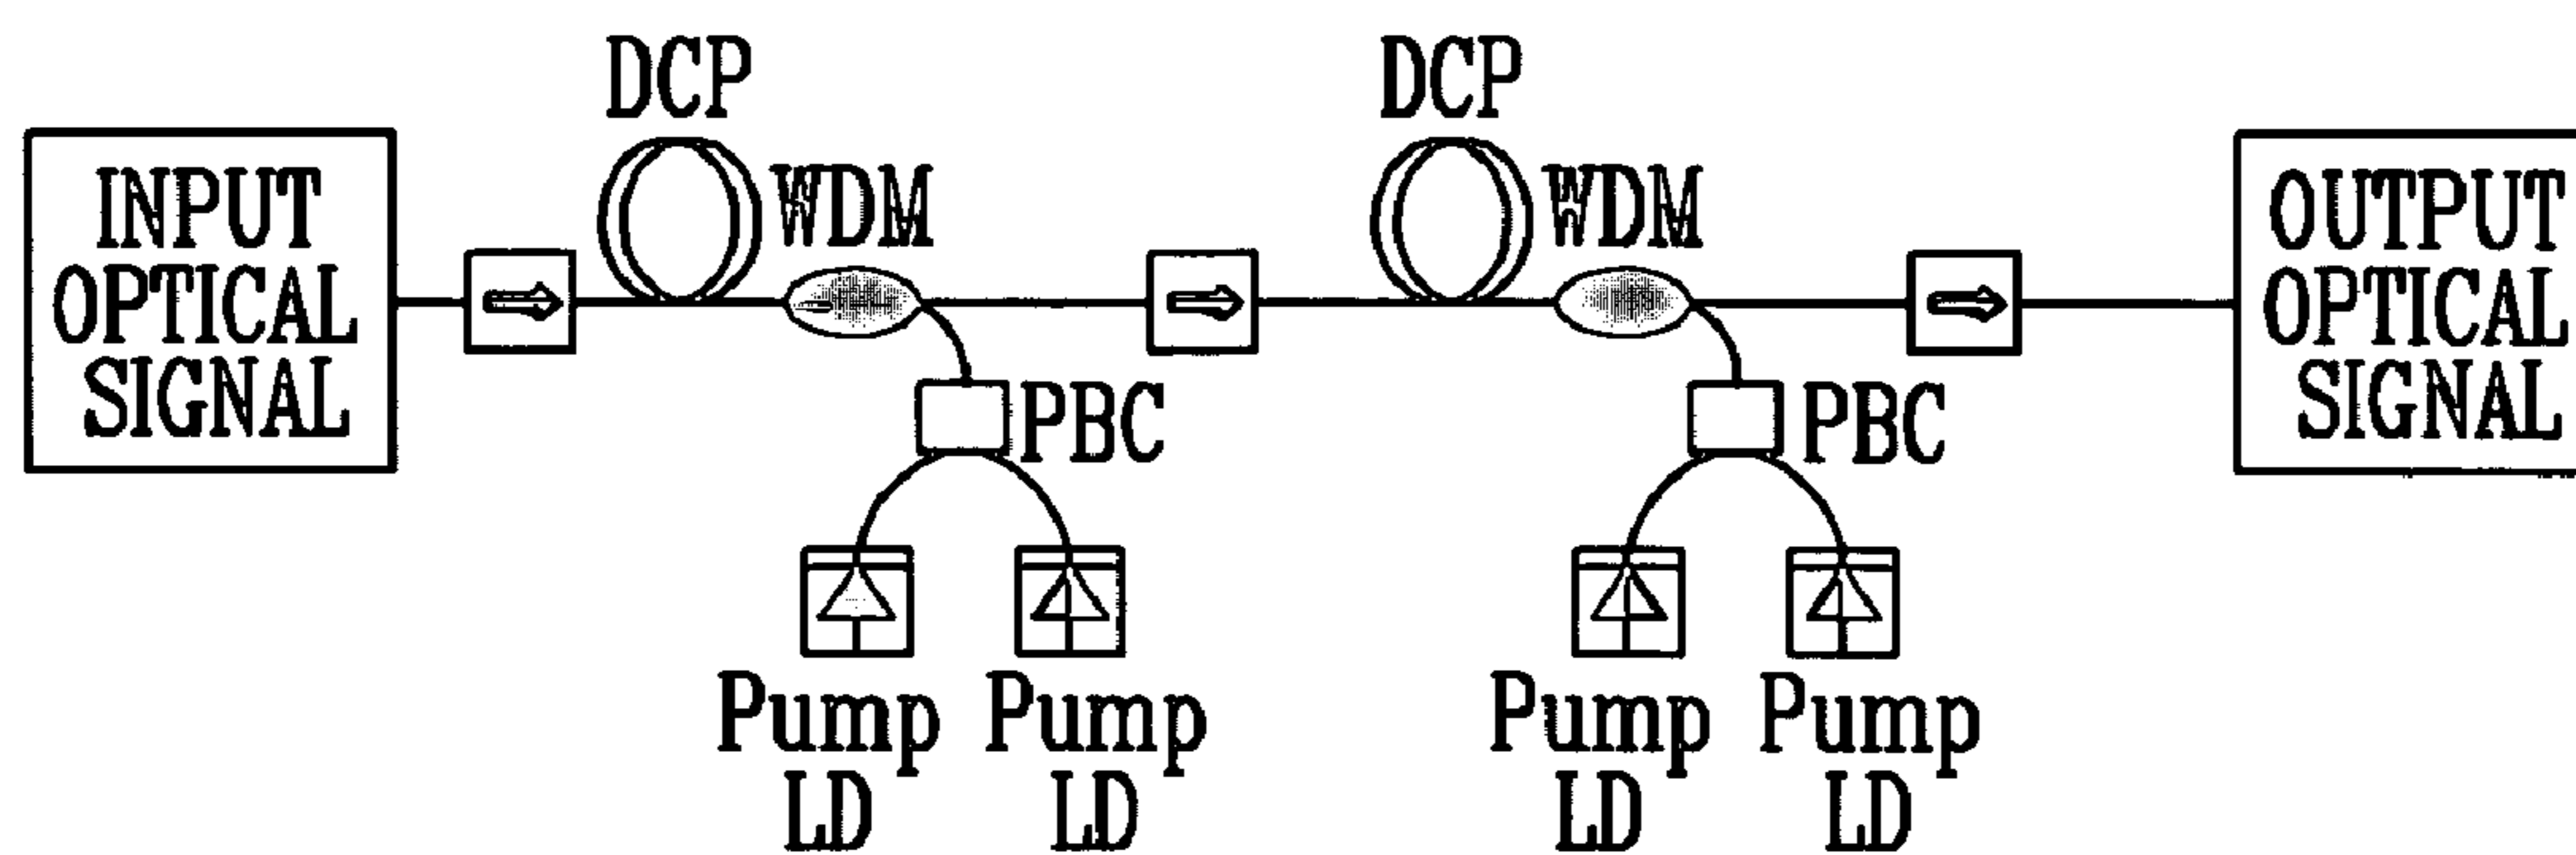 DCP
DCP
INPUT
OPTICAL
SIGNAL
WDM
WDM
OUTPUT
OPTICAL
SIGNAL
PBC
PBC
Pump
LD
Pump
LD
Pump
LD
Pump
LD